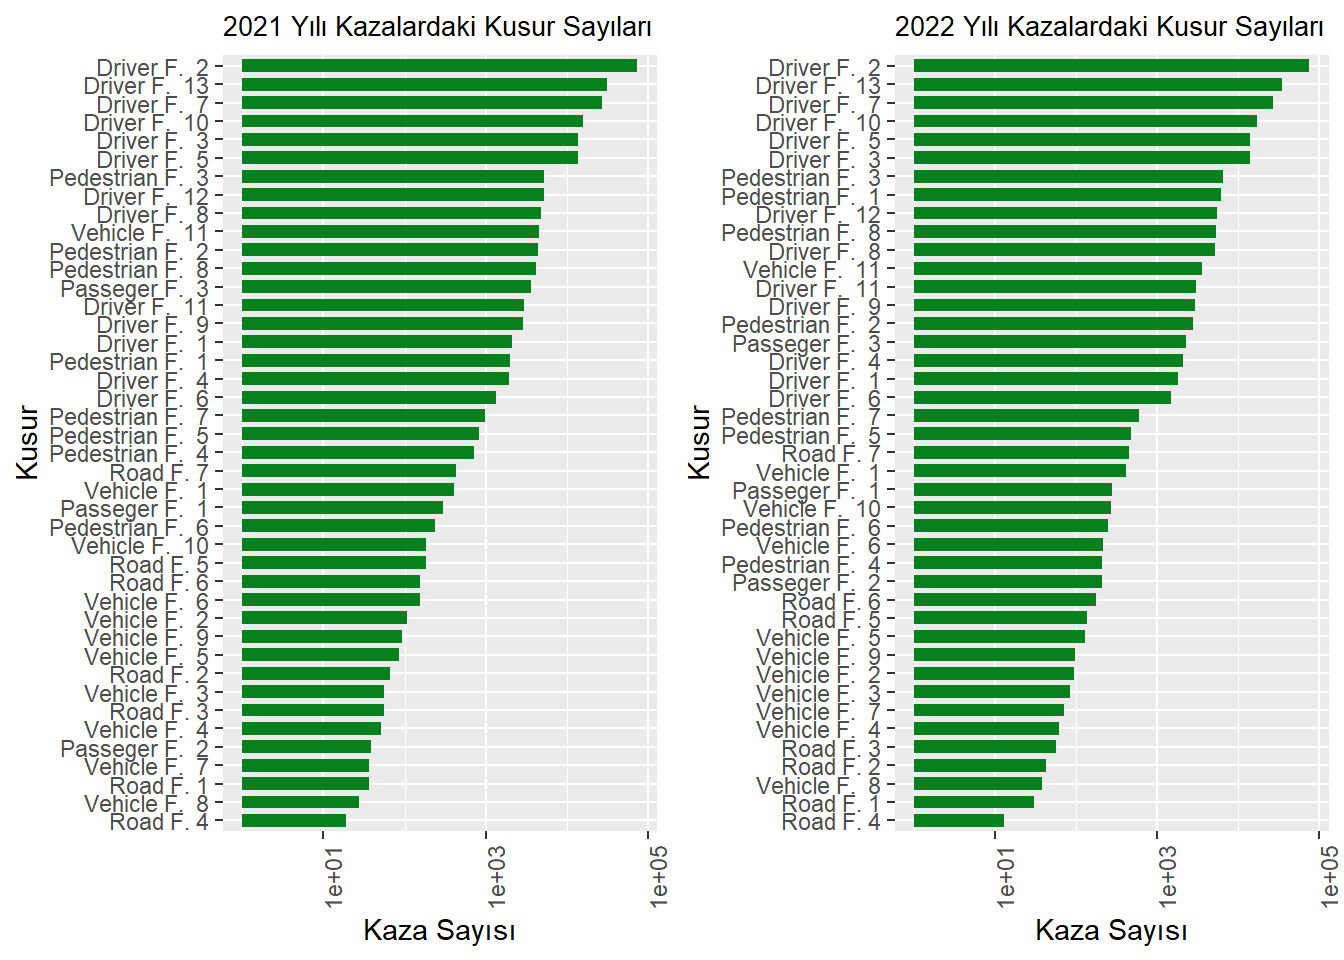 2021 Yılı Kazalardaki Kusur Sayıları
Kusur
Driver F.  2
Driver F.  13
Driver F.  7
Driver F.  10
Driver F.  3
Driver F.  5
Pedestrian F.  3
Driver F.  12
Driver F.  8
Vehicle F.  11
Pedestrian F.  2
Pedestrian F.  8
Passeger F.  3
Driver F.  11
Driver F.  9
Driver F.  1
Pedestrian F.  1
Driver F.  4
Driver F.  6
Pedestrian F.  7
Pedestrian F.  5
Pedestrian F.  4
Road F. 7
Vehicle F.  1
Passeger F.  1
Pedestrian F.  6
Vehicle F.  10
Road F. 5
Road F. 6
Vehicle F.  6
Vehicle F.  2
Vehicle F.  9
Vehicle F.  5
Road F. 2
Vehicle F.  3
Road F. 3
Vehicle F.  4
Passeger F.  2
Vehicle F.  7
Road F. 1
Vehicle F.  8
Road F. 4
1e+01
1e+03
1e+05
Kaza Sayısı
2022 Yılı Kazalardaki Kusur Sayıları
Kusur
Driver F.  2
Driver F.  13
Driver F.  7
Driver F.  10
Driver F.  5
Driver F.  3
Pedestrian F.  3
Pedestrian F.  1
Driver F.  12
Pedestrian F.  8
Driver F.  8
Vehicle F.  11
Driver F.  11
Driver F.  9
Pedestrian F.  2
Passeger F.  3
Driver F.  4
Driver F.  1
Driver F.  6
Pedestrian F.  7
Pedestrian F.  5
Road F. 7
Vehicle F.  1
Passeger F.  1
Vehicle F.  10
Pedestrian F.  6
Vehicle F.  6
Pedestrian F.  4
Passeger F.  2
Road F. 6
Road F. 5
Vehicle F.  5
Vehicle F.  9
Vehicle F.  2
Vehicle F.  3
Vehicle F.  7
Vehicle F.  4
Road F. 3
Road F. 2
Vehicle F.  8
Road F. 1
Road F. 4
1e+01
1e+03
1e+05
Kaza Sayısı